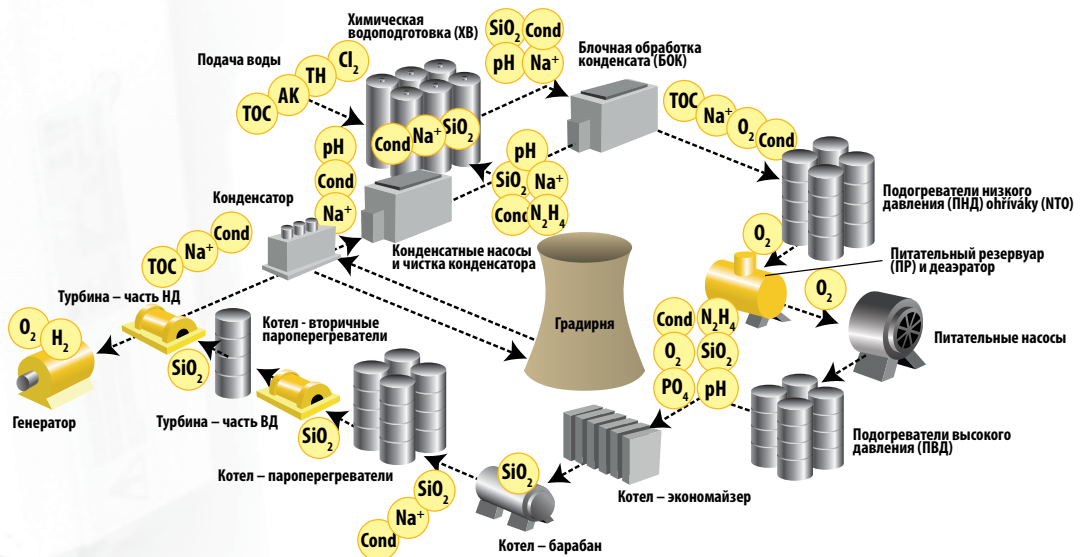 Химическая
водоподготовка (ХВ)
SiO₂ Cond
pH Na⁺
Блочная обработка
конденсата (БОК)
Подача воды
TOC AK TH Cl₂
Cond Na⁺ SiO₂
TOC Na⁺ O₂ Cond
pH
Cond
Na⁺
pH
SiO₂ Na⁺
Cond N₂H₄
Конденсатор
Конденсатные насосы
и чистка конденсатора
Подогреватели низкого
давления (ПНД) ohříváky (NTO)
O₂
Питательный резервуар
(ПР) и деаэратор
O₂
TOC Na⁺ Cond
Турбина – часть НД
Градирня
Cond N₂H₄
O₂ SiO₂
PO₄ pH
Питательные насосы
O₂ H₂
Генератор
SiO₂
Котел - вторичные
пароперегреватели
Турбина – часть ВД
SiO₂
Котел – пароперегреватели
Cond Na⁺ SiO₂
SiO₂
Котел – барабан
Котел – экономайзер
Подогреватели высокого
давления (ПВД)